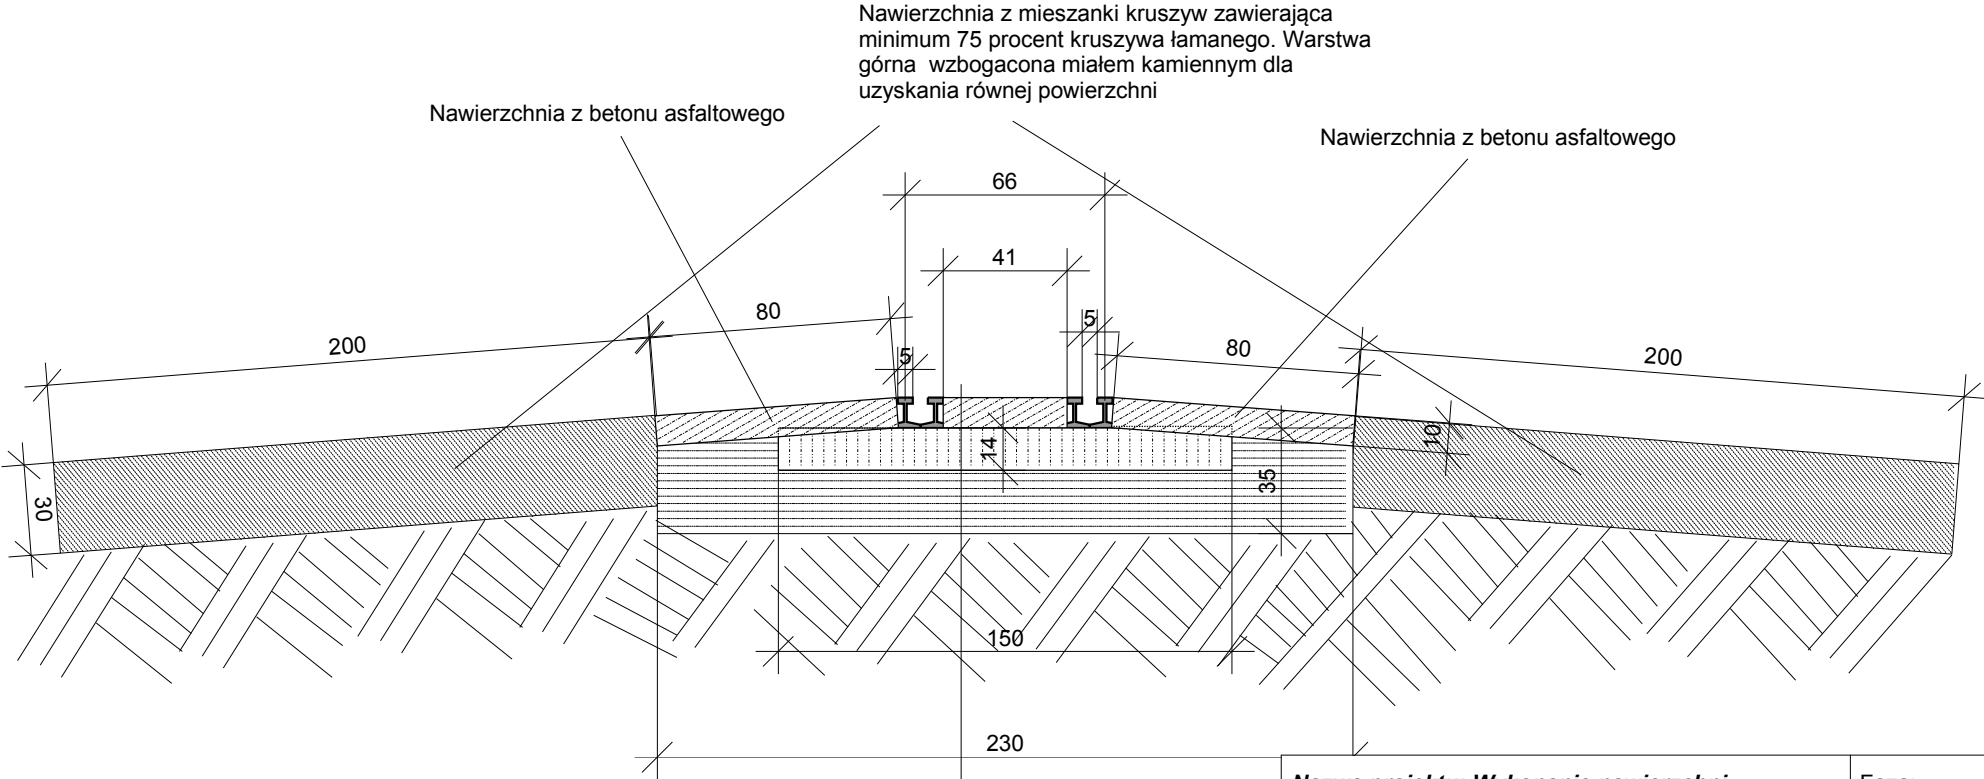 Nawierzchnia z mieszanki kruszyw zawierająca
minimum 75 procent kruszywa łamanego. Warstwa
górna  wzbogacona miałem kamiennym dla
uzyskania równej powierzchni
Nawierzchnia z betonu asfaltowego
Nawierzchnia z betonu asfaltowego
66
41
80
5
200
5
80
200
10
14
35
30
150
230